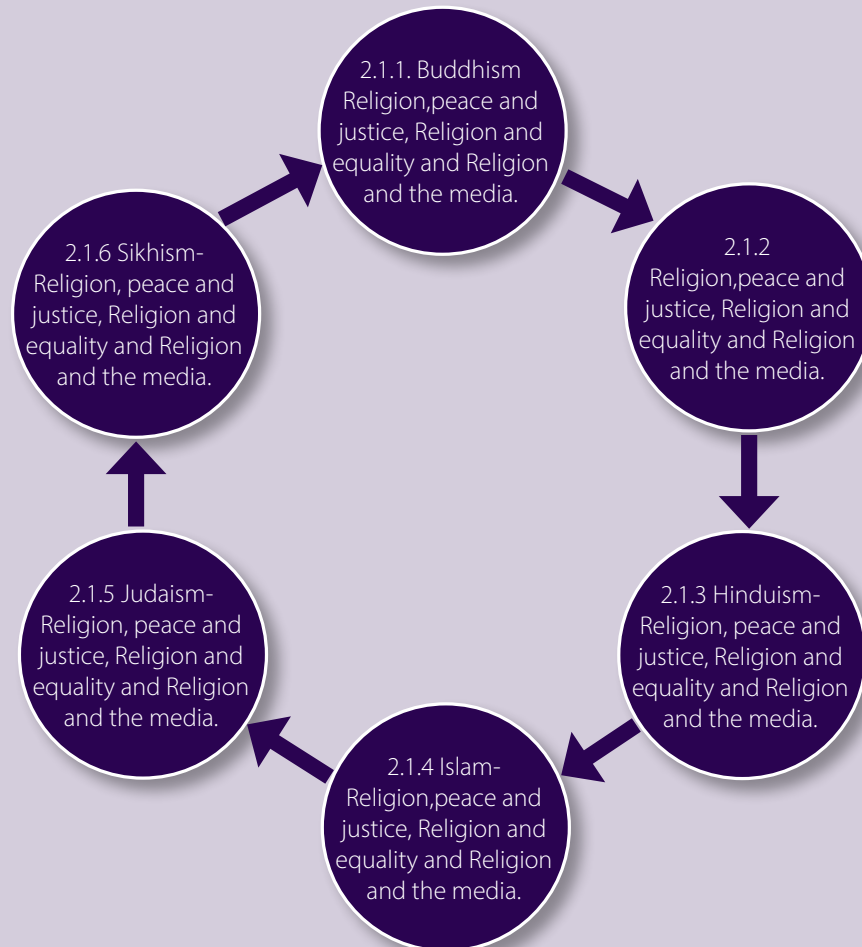 2.1.1. Buddhism
Religion,peace and
justice, Religion and
equality and Religion
and the media.
2.1.2
Religion,peace and
justice, Religion and
equality and Religion
and the media.
2.1.3 Hinduism-
Religion, peace and
justice, Religion and
equality and Religion
and the media.
2.1.4 Islam-
Religion,peace and
justice, Religion and
equality and Religion
and the media.
2.1.5 Judaism-
Religion, peace and
justice, Religion and
equality and Religion
and the media.
2.1.6 Sikhism-
Religion, peace and
justice, Religion and
equality and Religion
and the media.